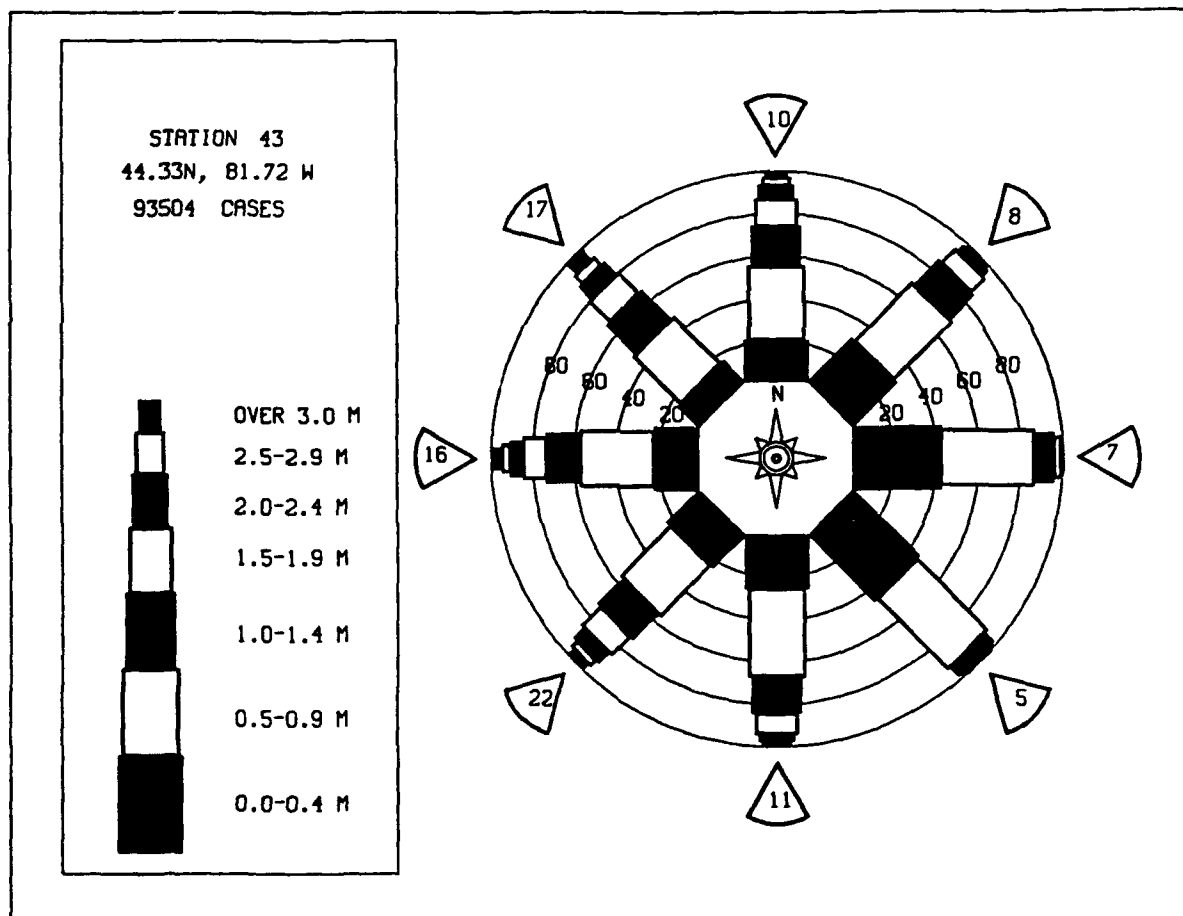 STATION 43
44.33N, 81.72 W
93504 CASES
OVER 3.0 M
2.5-2.9 M
2.0-2.4 M
1.5-1.9 M
1.0-1.4 M
0.5-0.9 M
0.0-0.4 M
10
17
8
80
60
40
20
N
20
40
60
80
16
7
22
5
11